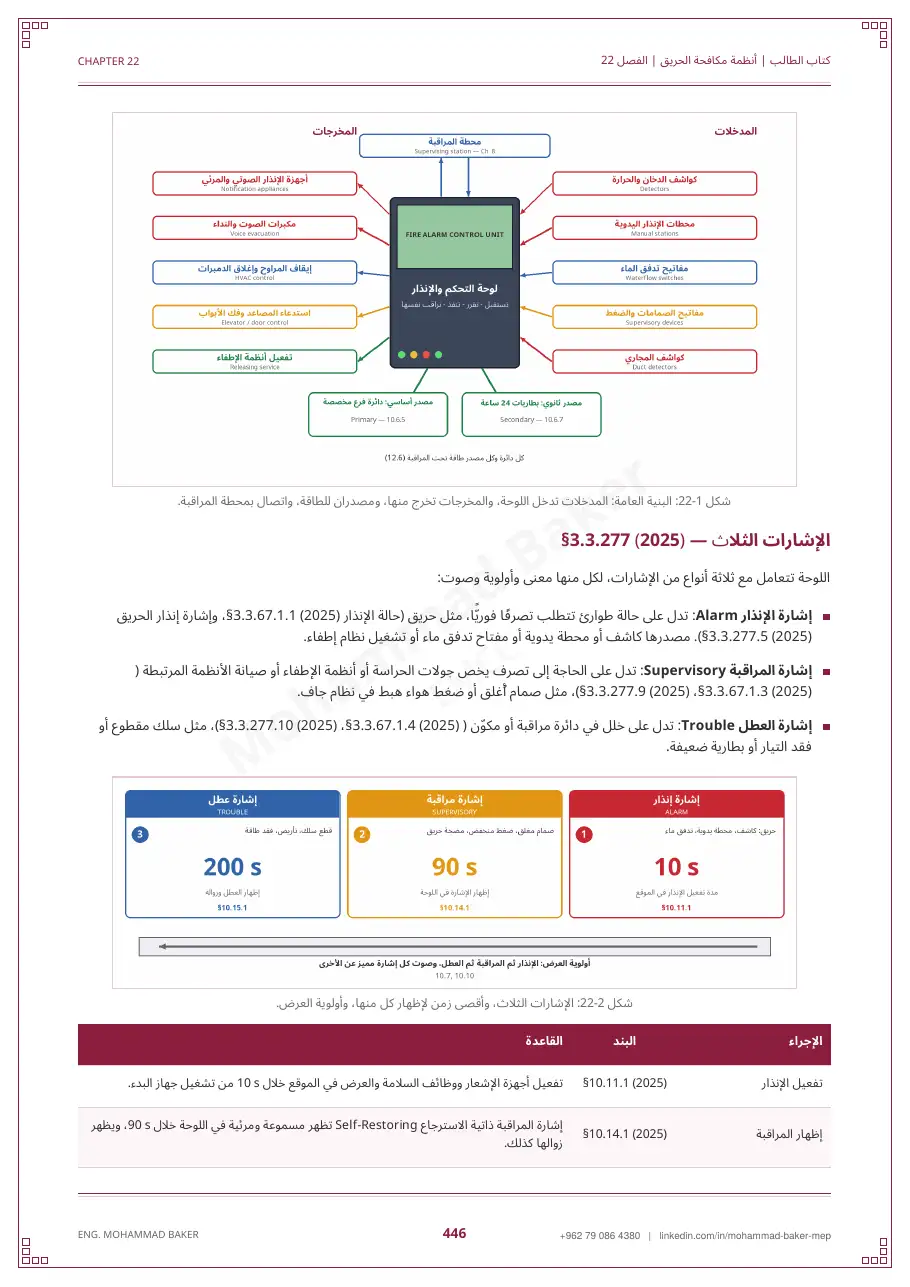 CHAPTER 22
كتاب الطالب | أنظمة مكافحة الحريق | الفصل 22
المدخلات
المخرجات
محطة المراقبة
Supervising station — Ch 8
كواشف الدخان والحرارة
Detectors
محطات الإنذار اليدوية
Manual stations
مفاتيح تدفق الماء
Waterflow switches
مفاتيح الصمامات والضغط
Supervisory devices
كواشف المجاري
Duct detectors
أجهزة الإنذار الصوتي والمرئي
Notification appliances
مكبرات الصوت والنداء
Voice evacuation
إيقاف المراوح وإغلاق الدمبرات
HVAC control
استدعاء المصاعد وفك الأبواب
Elevator / door control
تفعيل أنظمة الإطفاء
Releasing service
FIRE ALARM CONTROL UNIT
لوحة التحكم والإنذار
تستقبل - تقرر - تنفذ - تراقب نفسها
مصدر ثانوي: بطاريات 24 ساعة
Secondary — 10.6.7
مصدر أساسي: دائرة فرع مخصصة
Primary — 10.6.5
كل دائرة وكل مصدر طاقة تحت المراقبة (12.6)
شكل 1-22: البنية العامة: المدخلات تدخل اللوحة، والمخرجات تخرج منها، ومصدران للطاقة، واتصال بمحطة المراقبة.
الإشارات الثلاث — §3.3.277 (2025)
اللوحة تتعامل مع ثلاثة أنواع من الإشارات، لكل منها معنى وأولوية وصوت:
إشارة الإنذار Alarm: تدل على حالة طوارئ تتطلب تصرفًا فوريًّا، مثل حريق (حالة الإنذار §3.3.67.1.1 (2025)، وإشارة إنذار الحريق
§3.3.277.5 (2025)). مصدرها كاشف أو محطة يدوية أو مفتاح تدفق ماء أو تشغيل نظام إطفاء.
إشارة المراقبة Supervisory: تدل على الحاجة إلى تصرف يخص جولات الحراسة أو أنظمة الإطفاء أو صيانة الأنظمة المرتبطة (
§3.3.67.1.3 (2025)، §3.3.277.9 (2025))، مثل صمام أُغلق أو ضغط هواء هبط في نظام جاف.
إشارة العطل Trouble: تدل على خلل في دائرة مراقبة أو مكوّن ( §3.3.67.1.4 (2025)، §3.3.277.10 (2025))، مثل سلك مقطوع أو
فقد التيار أو بطارية ضعيفة.
إشارة إنذار
ALARM
1
حريق: كاشف، محطة يدوية، تدفق ماء
10 s
مدة تفعيل الإنذار في الموقع
§10.11.1
إشارة مراقبة
SUPERVISORY
2
صمام مغلق، ضغط منخفض، مضخة حريق
90 s
إظهار الإشارة في اللوحة
§10.14.1
إشارة عطل
TROUBLE
3
قطع سلك، تأريض، فقد طاقة
200 s
إظهار العطل وزواله
§10.15.1
أولوية العرض: الإنذار ثم المراقبة ثم العطل. وصوت كل إشارة مميز عن الأخرى
10.7, 10.10
شكل 2-22: الإشارات الثلاث، وأقصى زمن لإظهار كل منها، وأولوية العرض.
الإجراء البند القاعدة
تفعيل الإنذار §10.11.1 (2025) تفعيل أجهزة الإشعار ووظائف السلامة والعرض في الموقع خلال 10 s من تشغيل جهاز البدء.
إظهار المراقبة §10.14.1 (2025) إشارة المراقبة ذاتية الاسترجاع Self-Restoring تظهر مسموعة ومرئية في اللوحة خلال 90 s، ويظهر
زوالها كذلك.
ENG. MOHAMMAD BAKER
446
+962 79 086 4380 | linkedin.com/in/mohammad-baker-mep